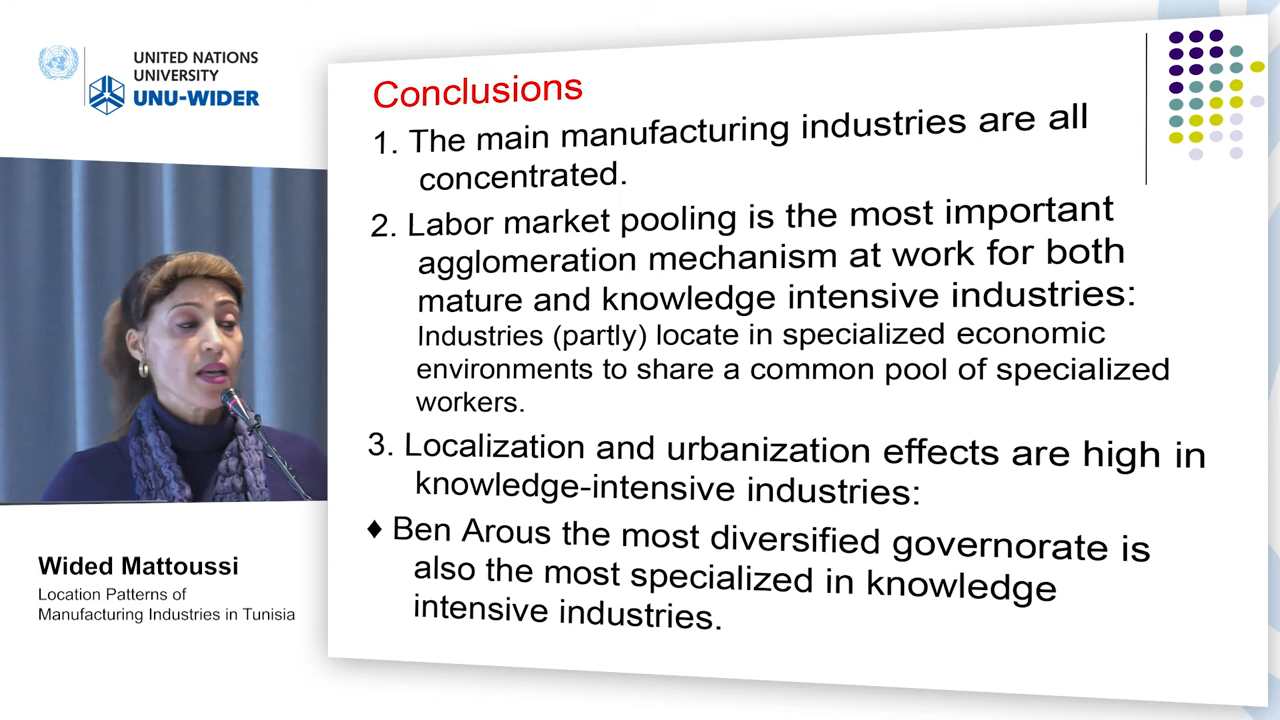 UNITED NATIONS
UNIVERSITY
UNU-WIDER
Conclusions
1. The main manufacturing industries are all
concentrated.
2. Labor market pooling is the most important
agglomeration mechanism at work for both
mature and knowledge intensive industries:
Industries (partly) locate in specialized economic
environments to share a common pool of specialized
workers.
3. Localization and urbanization effects are high in
knowledge-intensive industries:
♦ Ben Arous the most diversified governorate is
also the most specialized in knowledge
intensive industries.
Wided Mattoussi
Location Patterns of
Manufacturing Industries in Tunisia